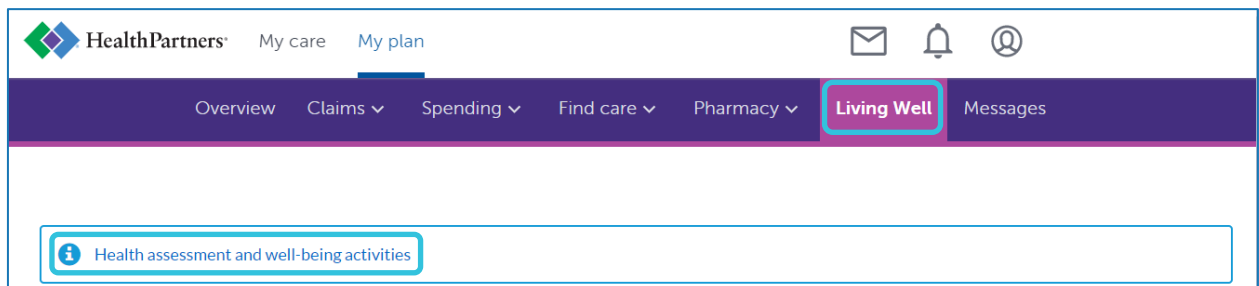 HealthPartners® My care My plan
Overview Claims Spending Find care Pharmacy Living Well Messages
Health assessment and well-being activities